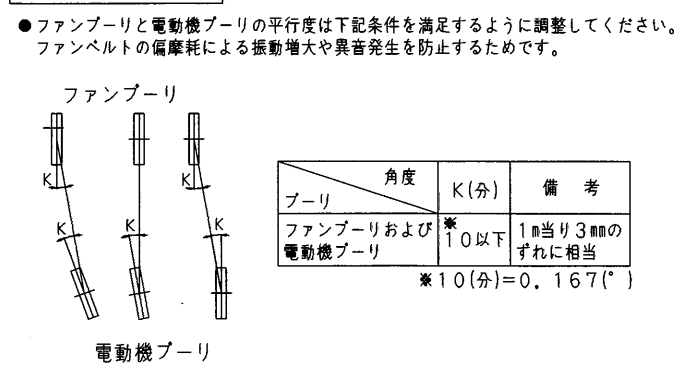 ●ファンプーリと電動機プーリの平行度は下記条件を満足するように調整してください。
ファンベルトの偏摩耗による振動増大や異音発生を防止するためです。
ファンプーリ
K
K
K
K
K
電動機プーリ
角度
プーリ
K(分)
備 考
ファンプーリおよび
電動機プーリ
※
10以下
1m当り3mmの
ずれに相当
※10(分)=0.167(°)